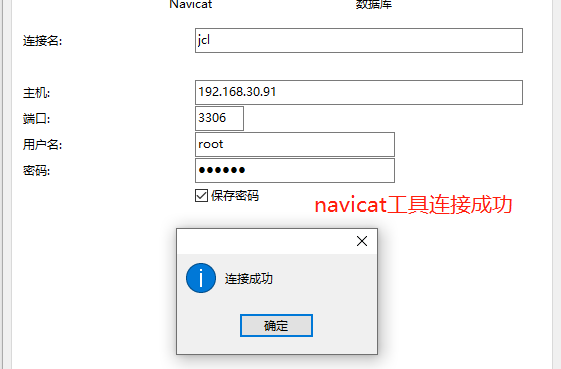 Navicat 数据库
连接名: jcl
主机: 192.168.30.91
端口: 3306
用户名: root
密码: ●●●●●●
保存密码
navicat工具连接成功
连接成功
确定